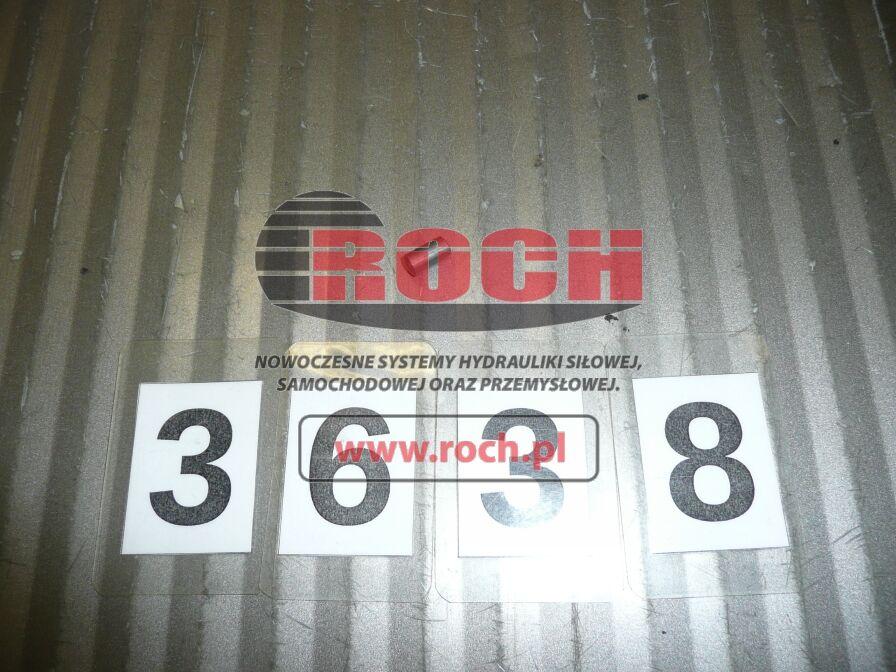 ROCH
NOWOCZESNE SYSTEMY HYDRAULIKI SIŁOWEJ,
SAMOCHODOWEJ ORAZ PRZEMYSŁOWEJ.
www.roch.pl
3 6 3 8